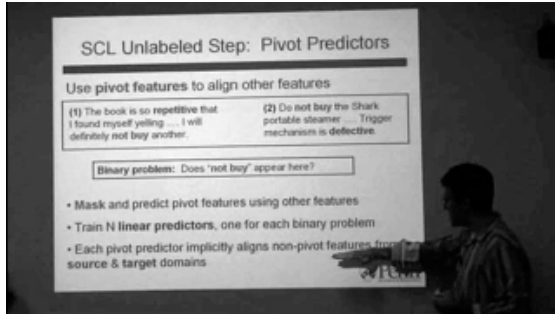 SCL Unlabeled Step: Pivot Predictors
Use pivot features to align other features
(1) The book is so repetitive that
I found myself yelling .... I will
definitely not buy another.
(2) Do not buy the Shark
portable steamer .... Trigger
mechanism is defective.
Binary problem: Does "not buy" appear here?
• Mask and predict pivot features using other features
• Train N linear predictors, one for each binary problem
• Each pivot predictor implicitly aligns non-pivot features from
source & target domains